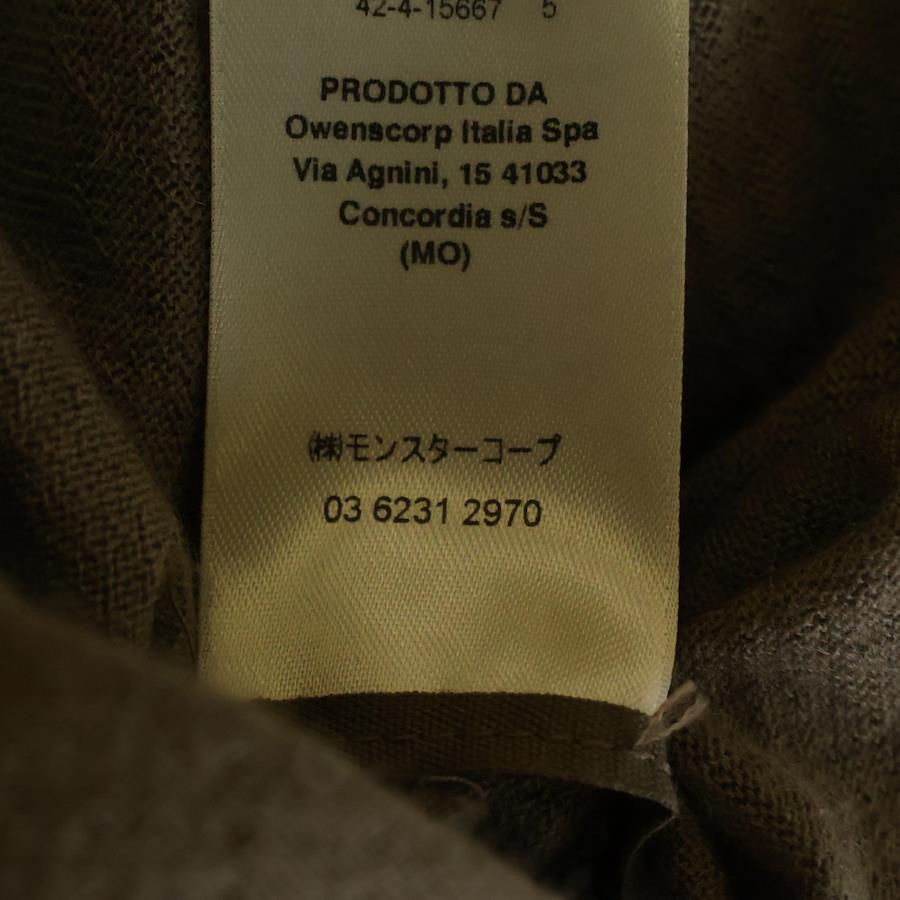 42-4-15667 5
PRODOTTO DA
Owenscorp Italia Spa
Via Agnini, 15 41033
Concordia s/S
(MO)
㈱モンスターコープ
03 6231 2970